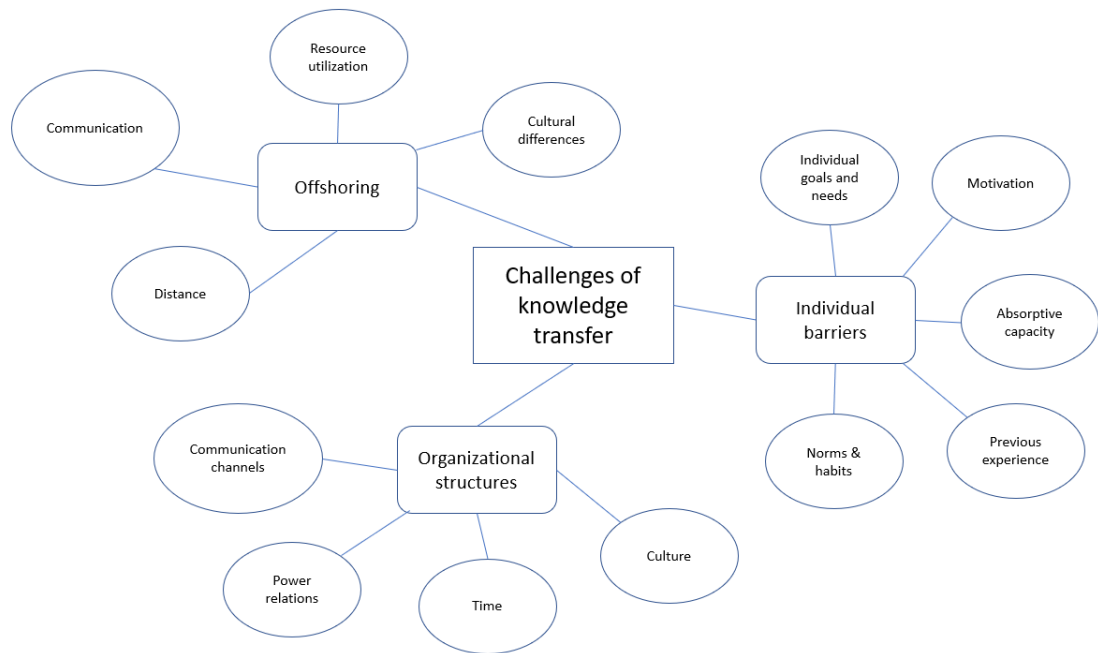 Resource
utilization
Communication
Cultural
differences
Offshoring
Distance
Challenges of
knowledge
transfer
Individual
goals and
needs
Motivation
Individual
barriers
Absorptive
capacity
Norms &
habits
Previous
experience
Communication
channels
Organizational
structures
Power
relations
Time
Culture